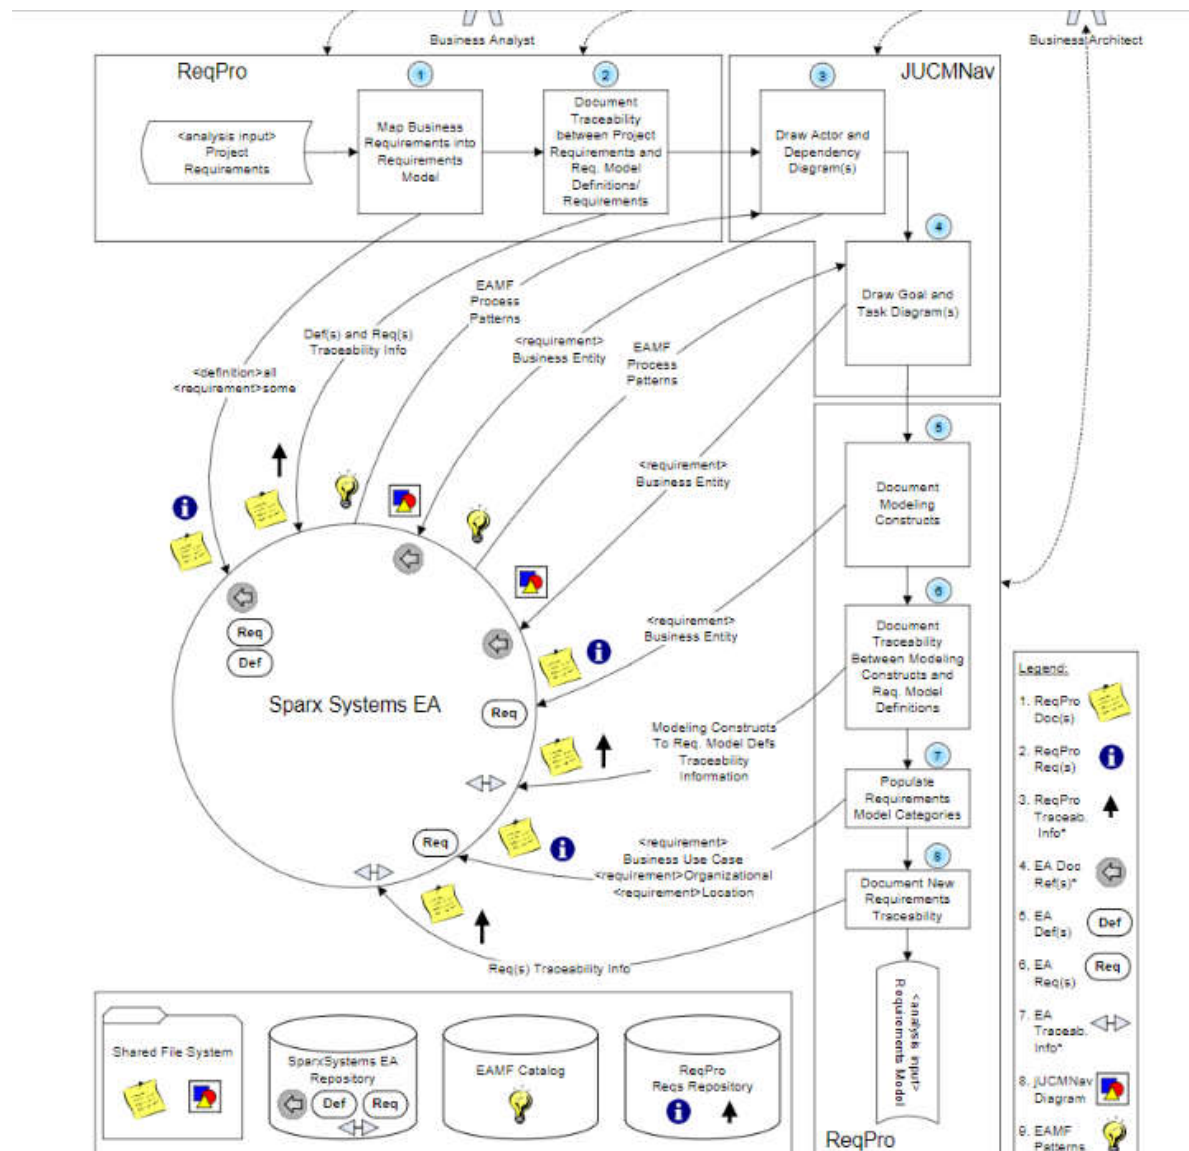 Business Analyst
Business Architect
ReqPro
JUCMNav
1
2
3
<analysis input>
Project
Requirements
Map Business
Requirements into
Requirements
Model
Document
Traceability
between Project
Requirements and
Req. Model
Definitions/
Requirements
Draw Actor and
Dependency
Diagram(s)
4
Draw Goal and
Task Diagram(s)
EAMF
Process
Patterns
Def(s) and Req(s)
Traceability Info
<requirement>
Business Entity
EAMF
Process
Patterns
<definition>all
<requirement>some
5
Document
Modeling
Constructs
<requirement>
Business Entity
6
Document
Traceability
Between Modeling
Constructs and
Req. Model
Definitions
<requirement>
Business Entity
Req
Def
Sparx Systems EA
Req
Modeling Constructs
To Req. Model Defs
Traceability
Information
7
Populate
Requirements
Model Categories
Req
<requirement>
Business Use Case
<requirement>Organizational
<requirement>Location
8
Document New
Requirements
Traceability
Req(s) Traceability Info
<analysis input>
Requirements Model
ReqPro
Shared File System
SparxSystems EA
Repository
Def
Req
EAMF Catalog
ReqPro
Reqs Repository
Legend:
1. ReqPro
Doc(s)
2. ReqPro
Req(s)
3. ReqPro
Traceab.
Info*
4. EA Doc
Ref(s)*
5. EA
Def(s)
Def
6. EA
Req(s)
Req
7. EA
Traceab.
Info*
8. jUCMNav
Diagram
9. EAMF
Patterns